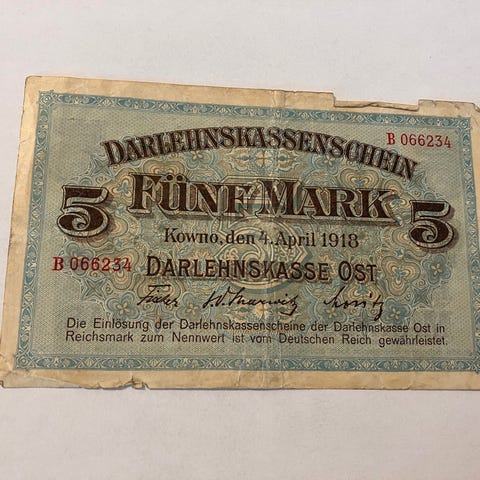 B 066234
DARLEHNSKASSENSCHEIN
5 FÜNF MARK 5
Kowno, den 4. April 1918
B 066234 DARLEHNSKASSE OST
Die Einlösung der Darlehnskassenscheine der Darlehnskasse Ost in
Reichsmark zum Nennwert ist vom Deutschen Reich gewährleistet.